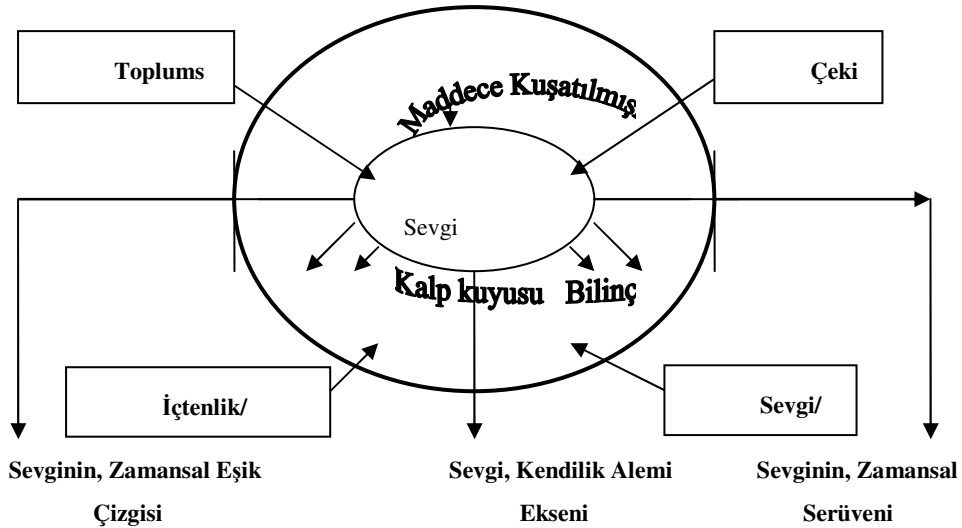 Toplums
Çeki
Maddece Kuşatılmış
Sevgi
Kalp kuyusu Bilinç
İçtenlik/
Sevgi/
Sevginin, Zamansal Eşik
Çizgisi
Sevgi, Kendilik Alemi
Ekseni
Sevginin, Zamansal
Serüveni